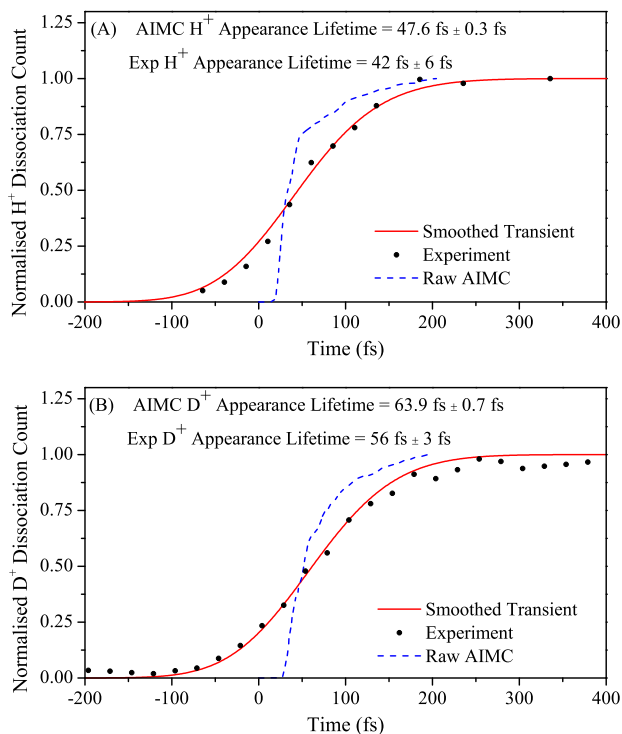 (A) AIMC H⁺ Appearance Lifetime = 47.6 fs ± 0.3 fs
Exp H⁺ Appearance Lifetime = 42 fs ± 6 fs
Normalised H⁺ Dissociation Count
1.25
1.00
0.75
0.50
0.25
0.00
Smoothed Transient
Experiment
Raw AIMC
-200 -100 0 100 200 300 400
Time (fs)
(B) AIMC D⁺ Appearance Lifetime = 63.9 fs ± 0.7 fs
Exp D⁺ Appearance Lifetime = 56 fs ± 3 fs
Normalised D⁺ Dissociation Count
1.25
1.00
0.75
0.50
0.25
0.00
Smoothed Transient
Experiment
Raw AIMC
-200 -100 0 100 200 300 400
Time (fs)